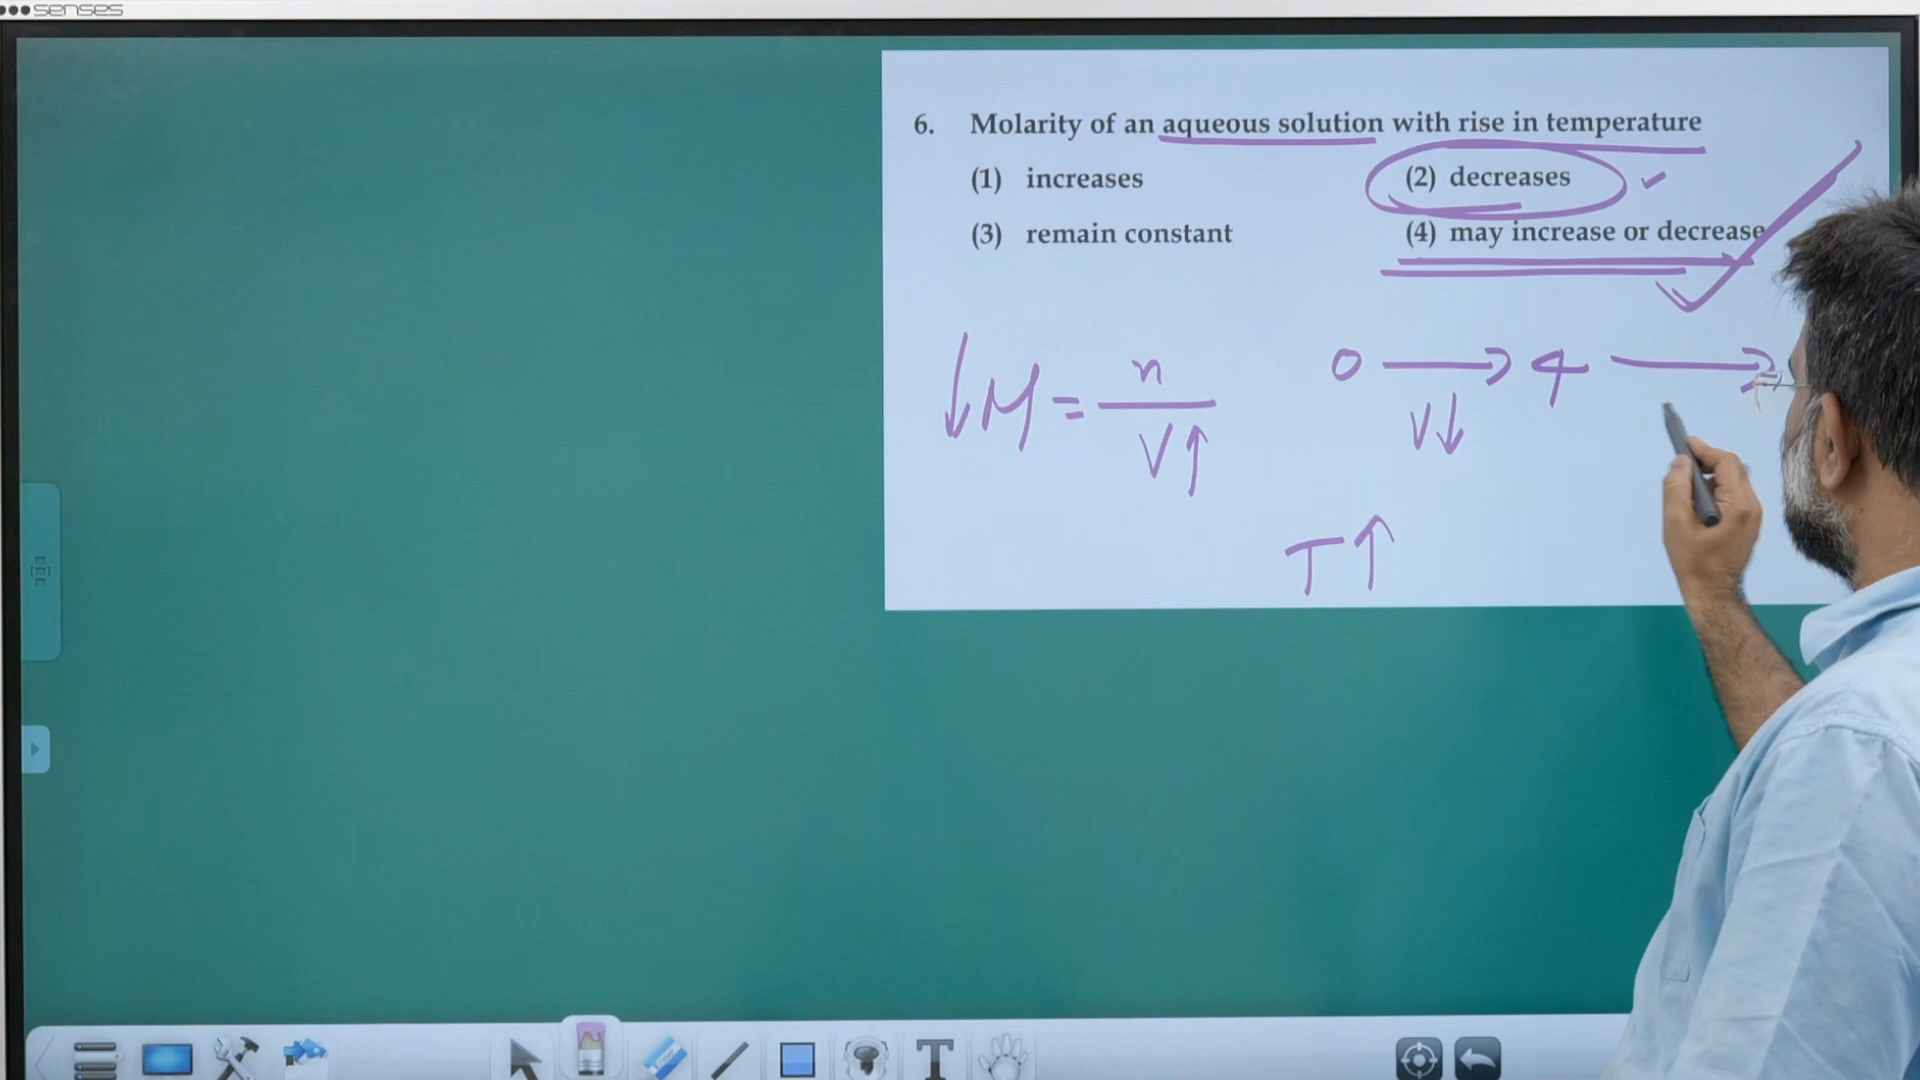 senses
6. Molarity of an aqueous solution with rise in temperature
(1) increases (2) decreases
(3) remain constant (4) may increase or decrease
↓M = n / V↑
0 → 4 →
V↓
T↑
T